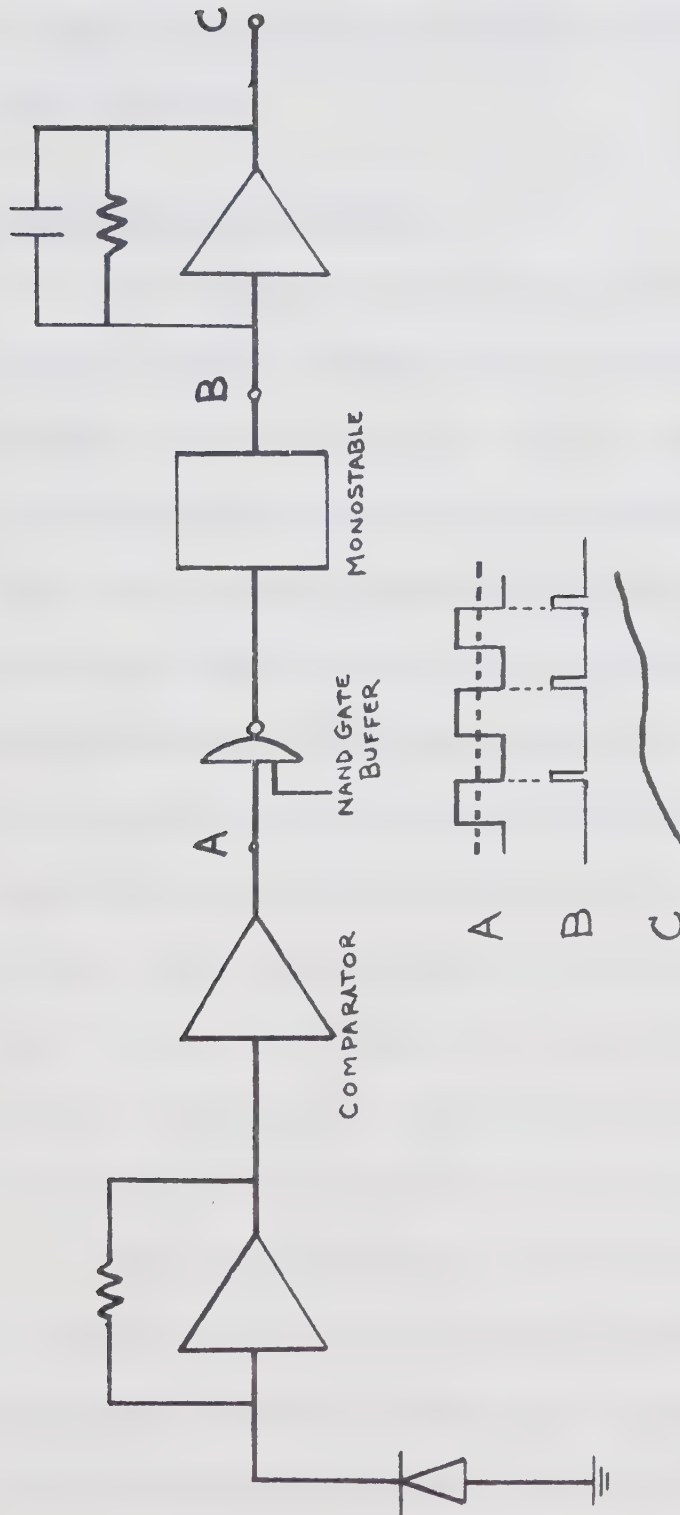 COMPARATOR
A
NAND GATE
BUFFER
MONOSTABLE
B
C
A
B
C